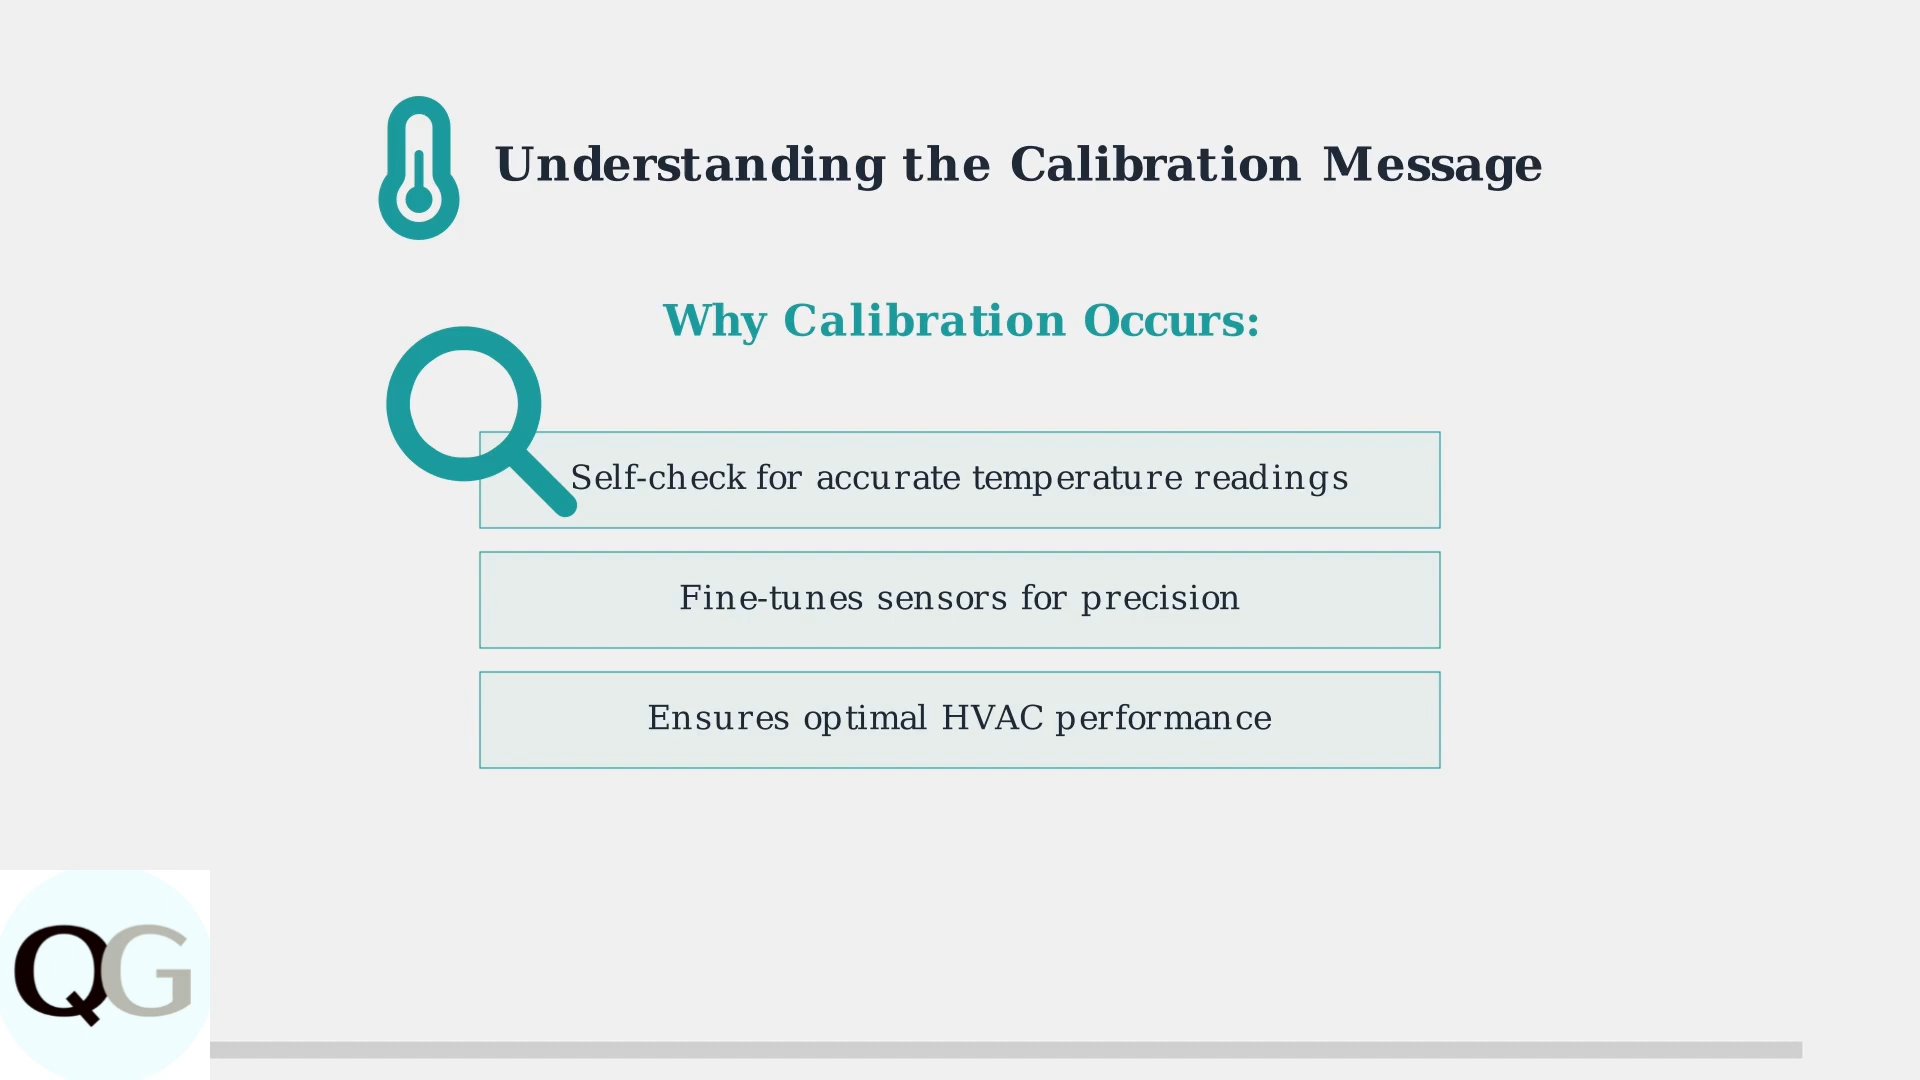 Understanding the Calibration Message
Why Calibration Occurs:
Self-check for accurate temperature readings
Fine-tunes sensors for precision
Ensures optimal HVAC performance
QG